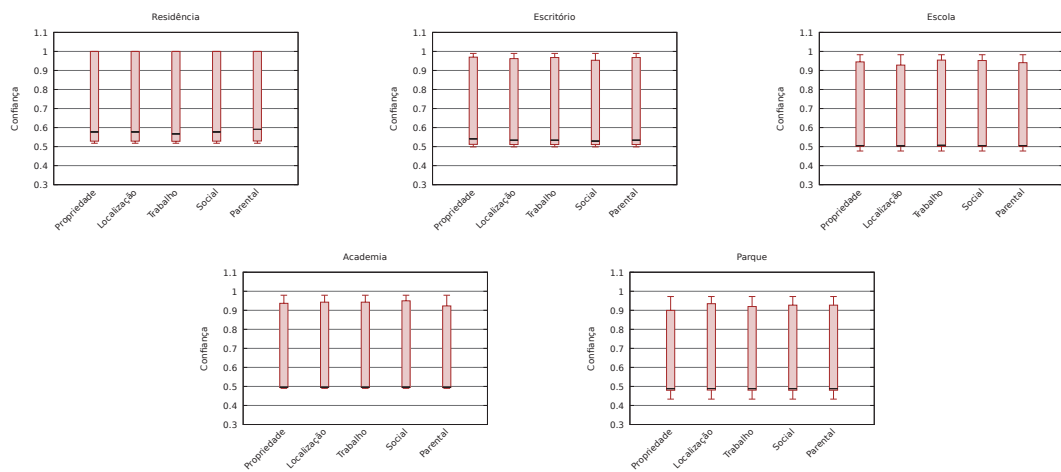 Residência
Confiança
1.1
1
0.9
0.8
0.7
0.6
0.5
0.4
0.3
Propriedade
Localização
Trabalho
Social
Parental
Escritório
Confiança
1.1
1
0.9
0.8
0.7
0.6
0.5
0.4
0.3
Propriedade
Localização
Trabalho
Social
Parental
Escola
Confiança
1.1
1
0.9
0.8
0.7
0.6
0.5
0.4
0.3
Propriedade
Localização
Trabalho
Social
Parental
Academia
Confiança
1.1
1
0.9
0.8
0.7
0.6
0.5
0.4
0.3
Propriedade
Localização
Trabalho
Social
Parental
Parque
Confiança
1.1
1
0.9
0.8
0.7
0.6
0.5
0.4
0.3
Propriedade
Localização
Trabalho
Social
Parental